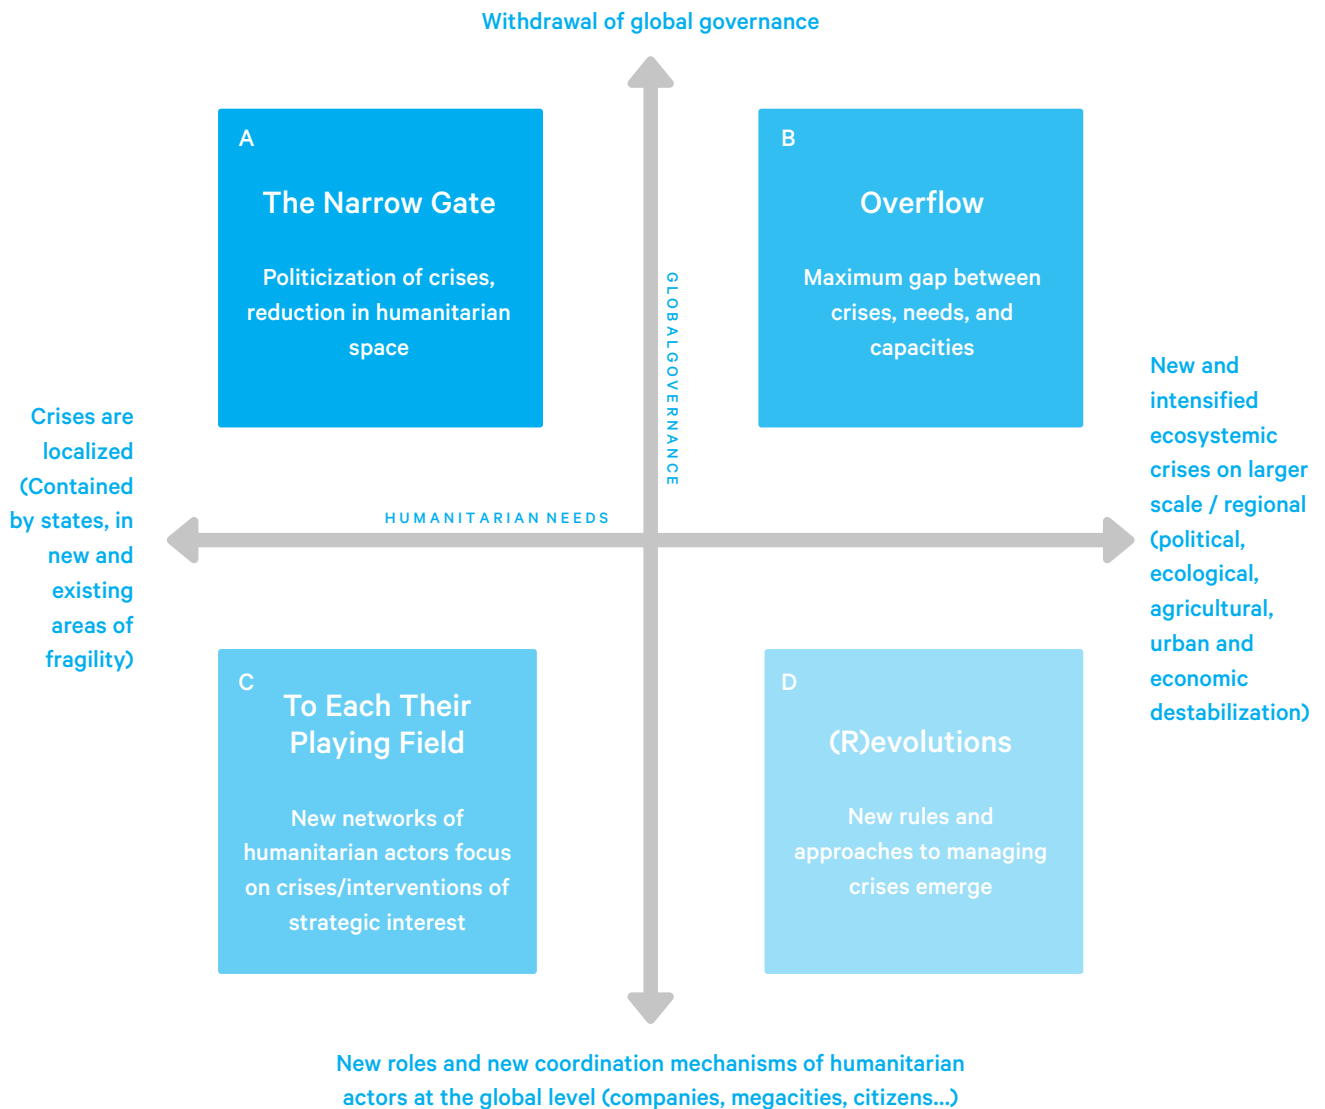 Withdrawal of global governance
A
The Narrow Gate
Politicization of crises,
reduction in humanitarian
space
B
Overflow
Maximum gap between
crises, needs, and
capacities
GLOBAL GOVERNANCE
HUMANITARIAN NEEDS
Crises are
localized
(Contained
by states, in
new and
existing
areas of
fragility)
New and
intensified
ecosystemic
crises on larger
scale / regional
(political,
ecological,
agricultural,
urban and
economic
destabilization)
C
To Each Their
Playing Field
New networks of
humanitarian actors focus
on crises/interventions of
strategic interest
D
(R)evolutions
New rules and
approaches to managing
crises emerge
New roles and new coordination mechanisms of humanitarian
actors at the global level (companies, megacities, citizens...)